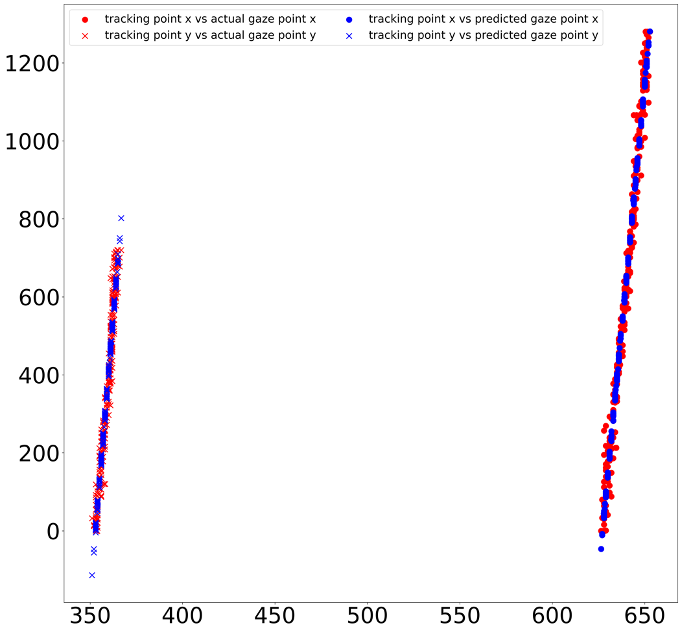 tracking point x vs actual gaze point x tracking point x vs predicted gaze point x
tracking point y vs actual gaze point y tracking point y vs predicted gaze point y
1200
1000
800
600
400
200
0
350 400 450 500 550 600 650